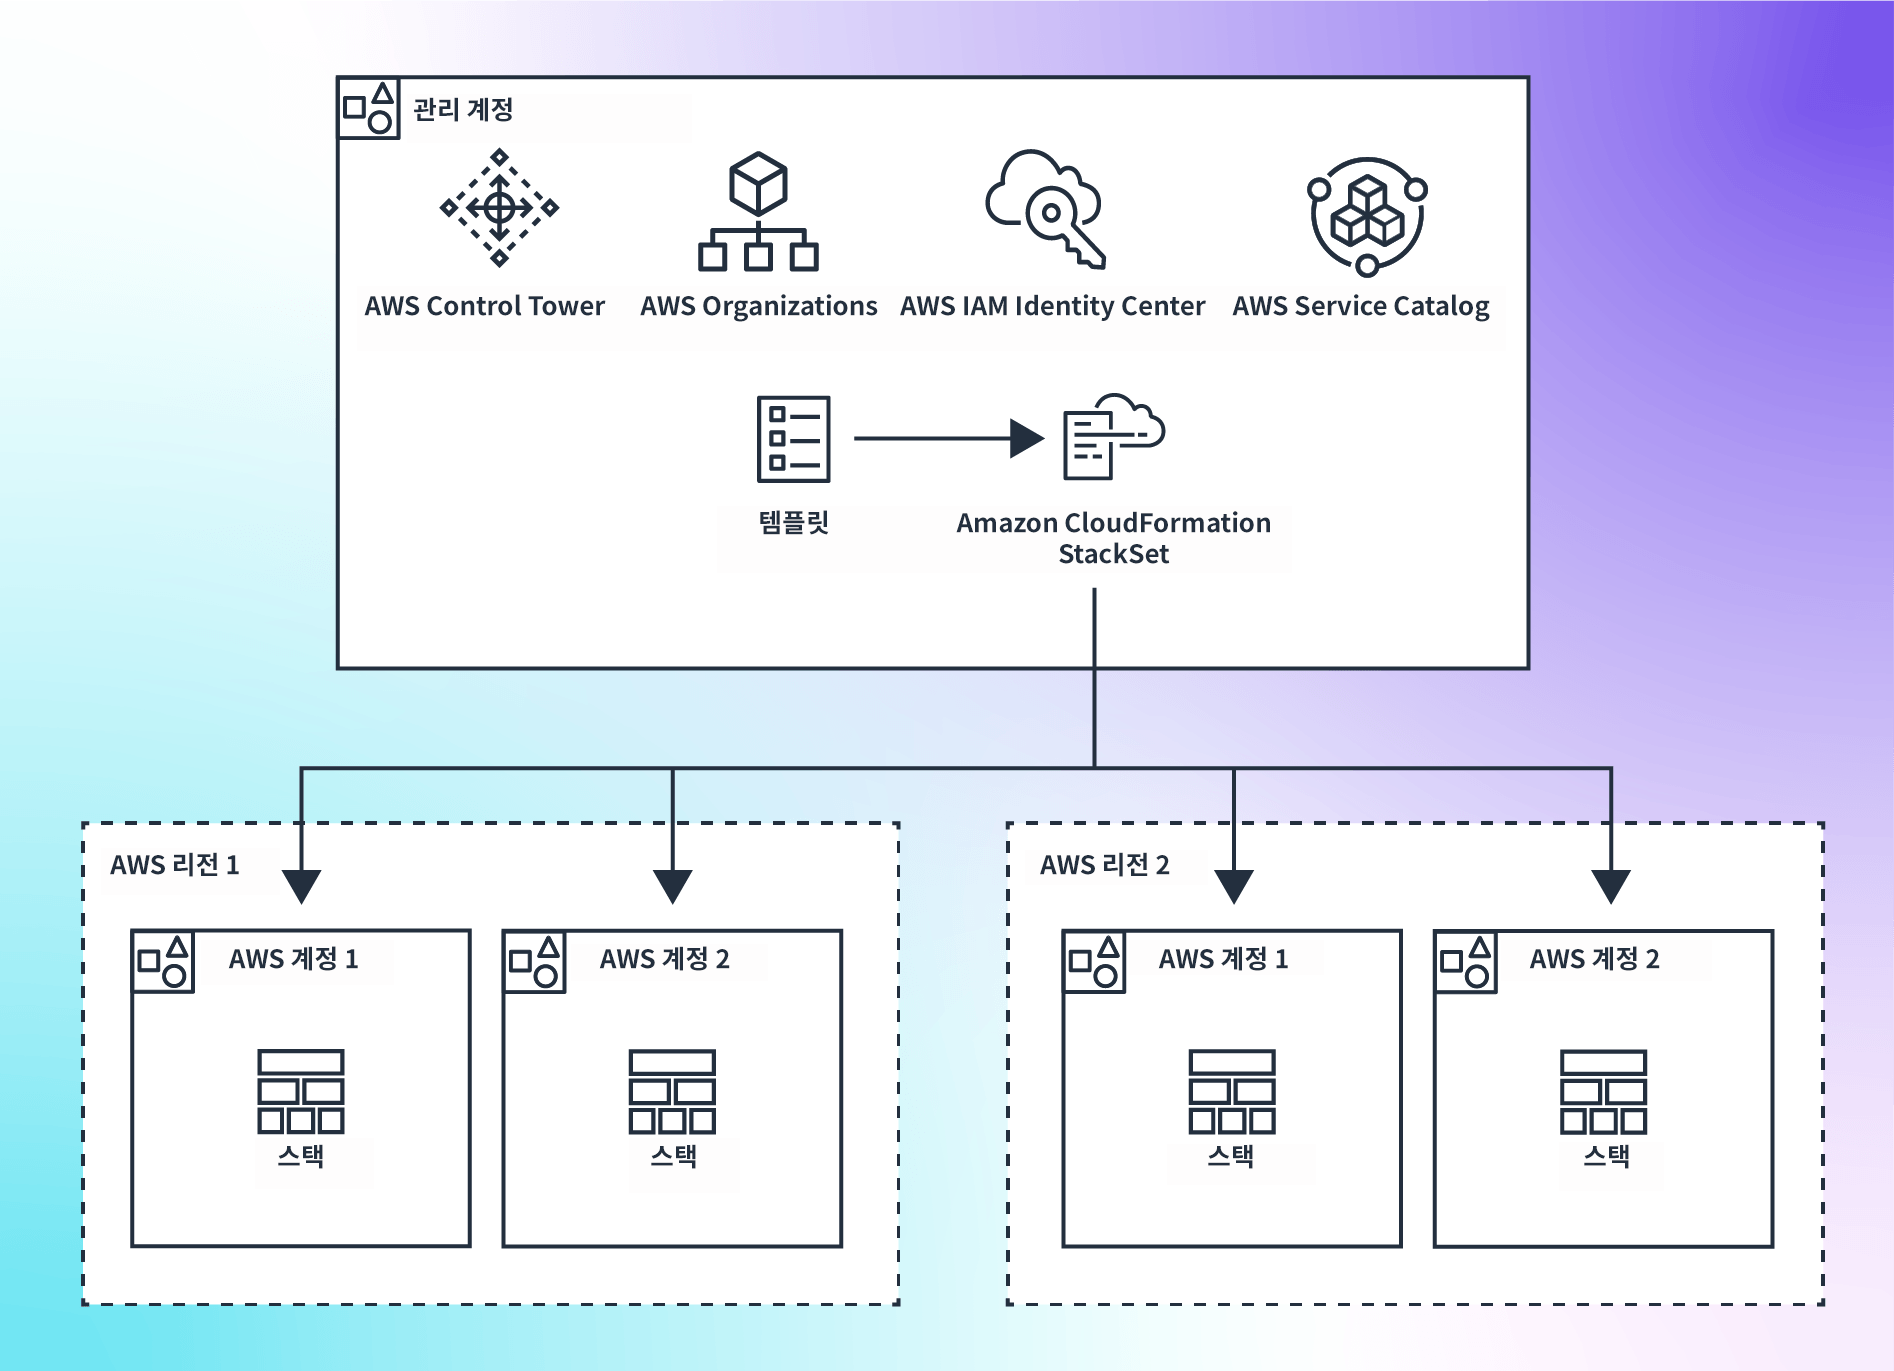 관리 계정
AWS Control Tower
AWS Organizations
AWS IAM Identity Center
AWS Service Catalog
템플릿
Amazon CloudFormation
StackSet
AWS 리전 1
AWS 계정 1
스택
AWS 계정 2
스택
AWS 리전 2
AWS 계정 1
스택
AWS 계정 2
스택